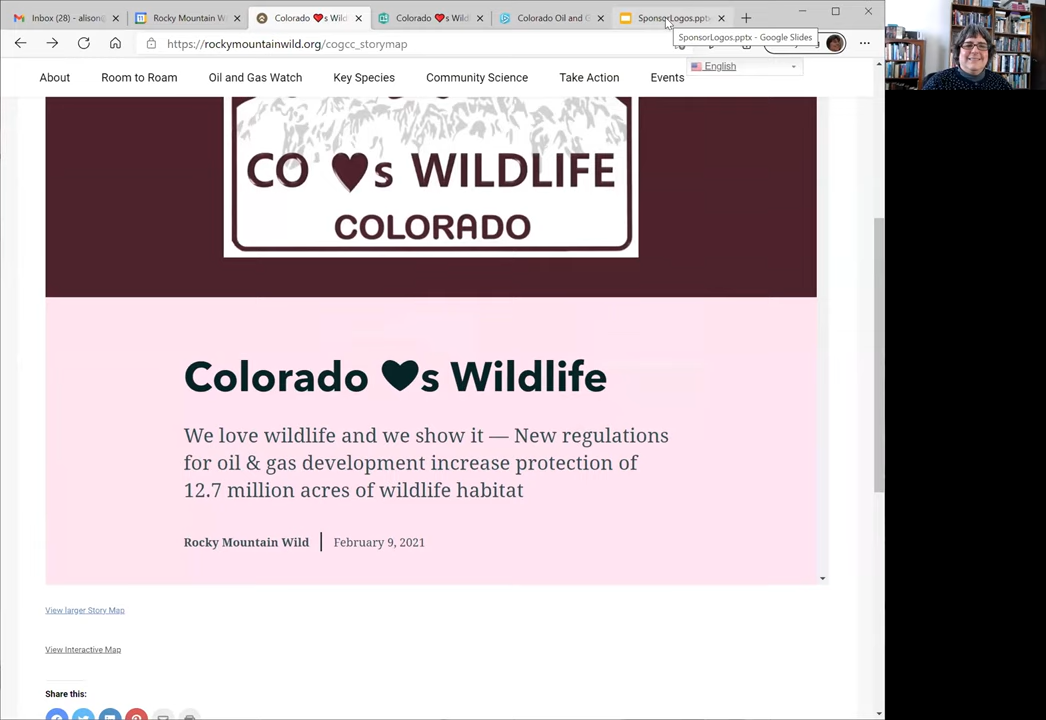 Inbox (28) - alison@
Rocky Mountain W
Colorado ❤️s Wild
Colorado ❤️s Wild
Colorado Oil and G
SponsorLogos.pptx
SponsorLogos.pptx - Google Slides
https://rockymountainwild.org/cogcc_storymap
English
About
Room to Roam
Oil and Gas Watch
Key Species
Community Science
Take Action
Events
CO ♥s WILDLIFE
COLORADO
Colorado ♥s Wildlife
We love wildlife and we show it — New regulations
for oil & gas development increase protection of
12.7 million acres of wildlife habitat
Rocky Mountain Wild | February 9, 2021
View larger Story Map
View Interactive Map
Share this: